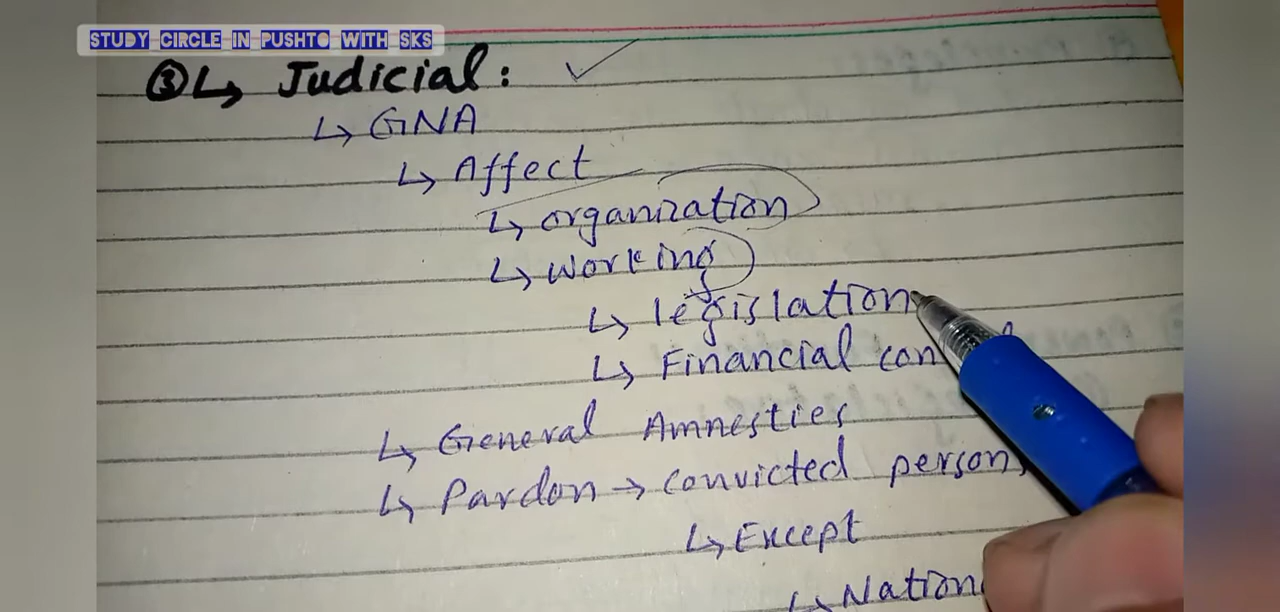 STUDY CIRCLE IN PUSHTO WITH SKS
③↳ Judicial:
↳ GNA
↳ Affect
↳ organization
↳ working
↳ legislation
↳ Financial
↳ General Amnesties
↳ Pardon → convicted person
↳ Except